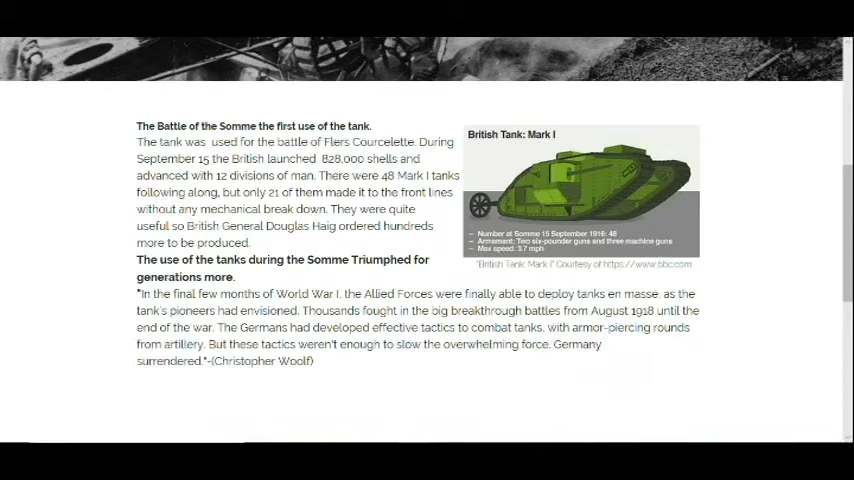 The Battle of the Somme the first use of the tank.
The tank was used for the battle of Flers Courcelette. During
September 15 the British launched 828,000 shells and
advanced with 12 divisions of man. There were 48 Mark I tanks
following along, but only 21 of them made it to the front lines
without any mechanical break down. They were quite
useful so British General Douglas Haig ordered hundreds
more to be produced.
British Tank: Mark I
– Number at Somme 15 September 1916: 48
– Armament: Two six-pounder guns and three machine guns
– Max speed: 3.7 mph
"British Tank: Mark I" Courtesy of https://www.bbc.com
The use of the tanks during the Somme Triumphed for
generations more.
"In the final few months of World War I, the Allied Forces were finally able to deploy tanks en masse, as the
tank's pioneers had envisioned. Thousands fought in the big breakthrough battles from August 1918 until the
end of the war. The Germans had developed effective tactics to combat tanks, with armor-piercing rounds
from artillery. But these tactics weren't enough to slow the overwhelming force. Germany
surrendered."-(Christopher Woolf)